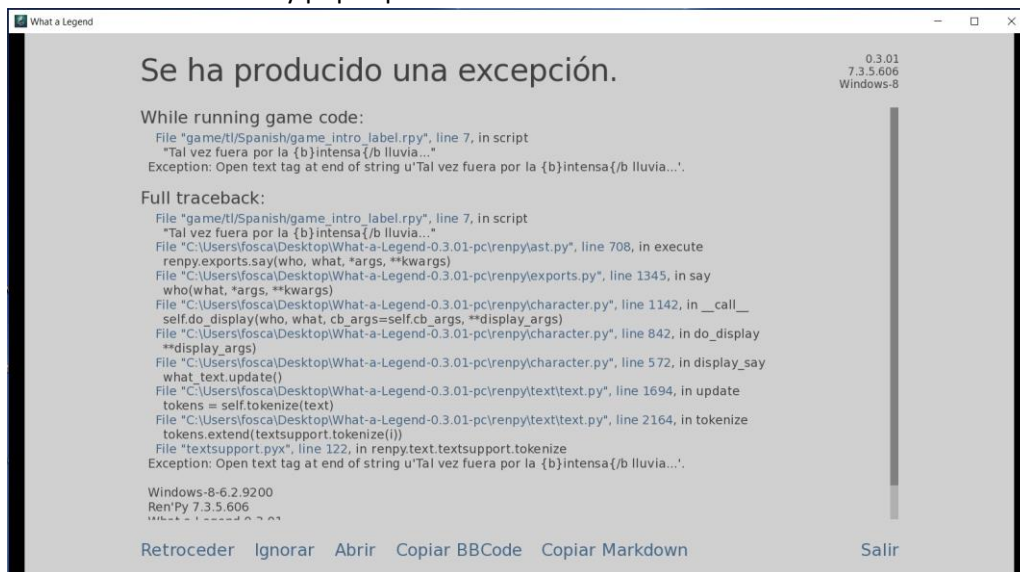 What a Legend
Se ha producido una excepción.
0.3.01
7.3.5.606
Windows-8
While running game code:
File "game/tl/Spanish/game_intro_label.rpy", line 7, in script
"Tal vez fuera por la {b}intensa{/b lluvia..."
Exception: Open text tag at end of string u'Tal vez fuera por la {b}intensa{/b lluvia...'.
Full traceback:
File "game/tl/Spanish/game_intro_label.rpy", line 7, in script
"Tal vez fuera por la {b}intensa{/b lluvia..."
File "C:\Users\fosca\Desktop\What-a-Legend-0.3.01-pc\renpy\ast.py", line 708, in execute
renpy.exports.say(who, what, *args, **kwargs)
File "C:\Users\fosca\Desktop\What-a-Legend-0.3.01-pc\renpy\exports.py", line 1345, in say
who(what, *args, **kwargs)
File "C:\Users\fosca\Desktop\What-a-Legend-0.3.01-pc\renpy\character.py", line 1142, in __call__
self.do_display(who, what, cb_args=self.cb_args, **display_args)
File "C:\Users\fosca\Desktop\What-a-Legend-0.3.01-pc\renpy\character.py", line 842, in do_display
**display_args)
File "C:\Users\fosca\Desktop\What-a-Legend-0.3.01-pc\renpy\character.py", line 572, in display_say
what_text.update()
File "C:\Users\fosca\Desktop\What-a-Legend-0.3.01-pc\renpy\text\text.py", line 1694, in update
tokens = self.tokenize(text)
File "C:\Users\fosca\Desktop\What-a-Legend-0.3.01-pc\renpy\text\text.py", line 2164, in tokenize
tokens.extend(textsupport.tokenize(i))
File "textsupport.pyx", line 122, in renpy.text.textsupport.tokenize
Exception: Open text tag at end of string u'Tal vez fuera por la {b}intensa{/b lluvia...'.
Windows-8-6.2.9200
Ren'Py 7.3.5.606
What a Legend 0.3.01
Retroceder Ignorar Abrir Copiar BBCode Copiar Markdown Salir